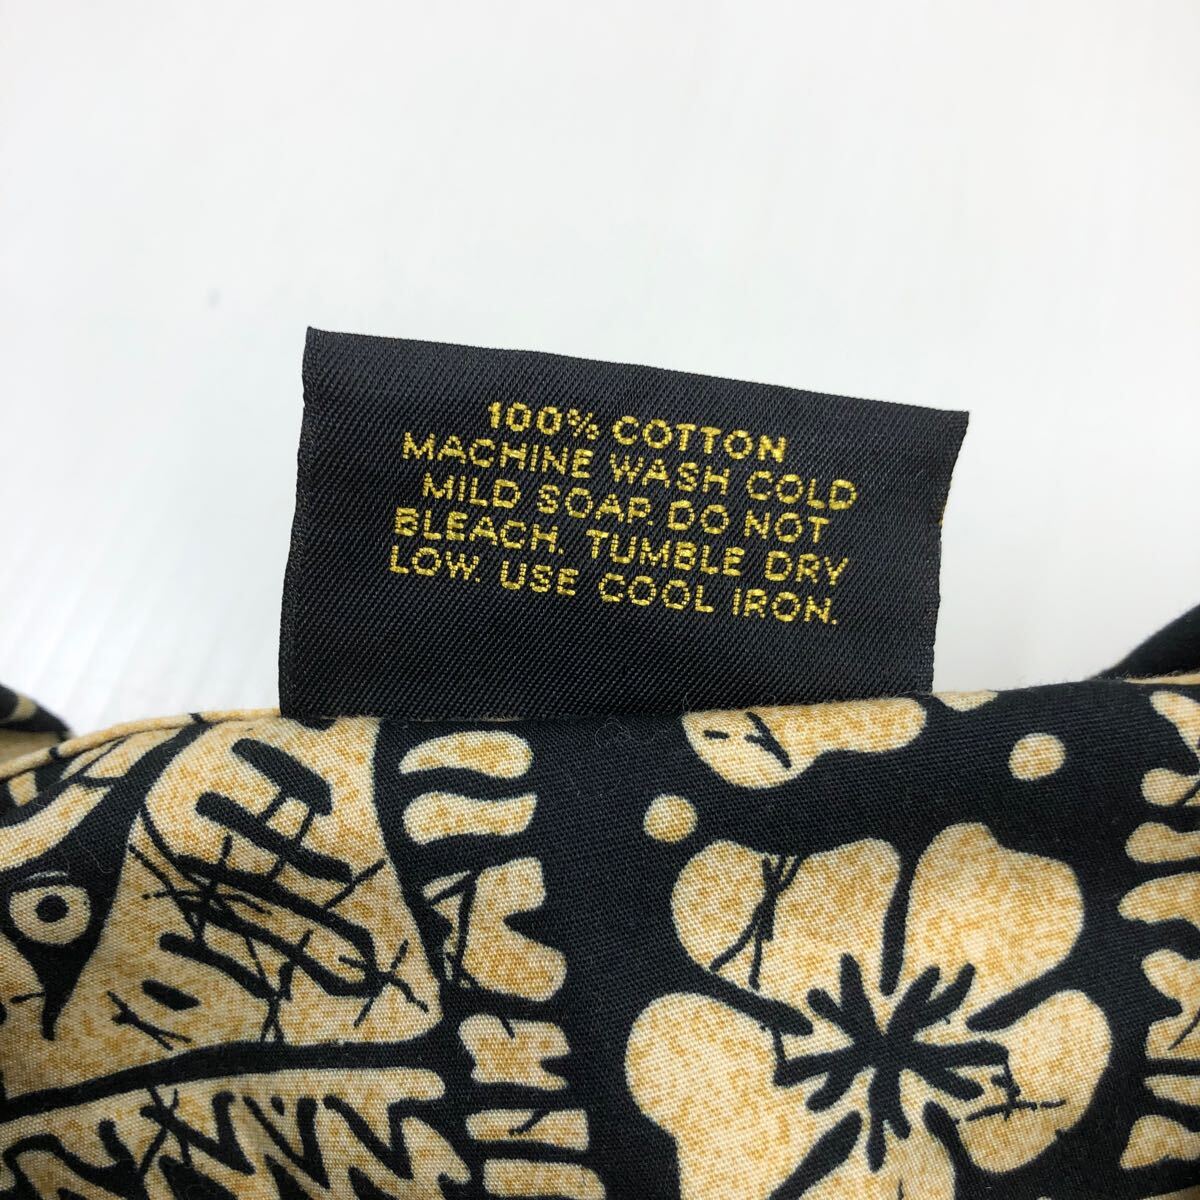 100% COTTON
MACHINE WASH COLD
MILD SOAP. DO NOT
BLEACH. TUMBLE DRY
LOW. USE COOL IRON.